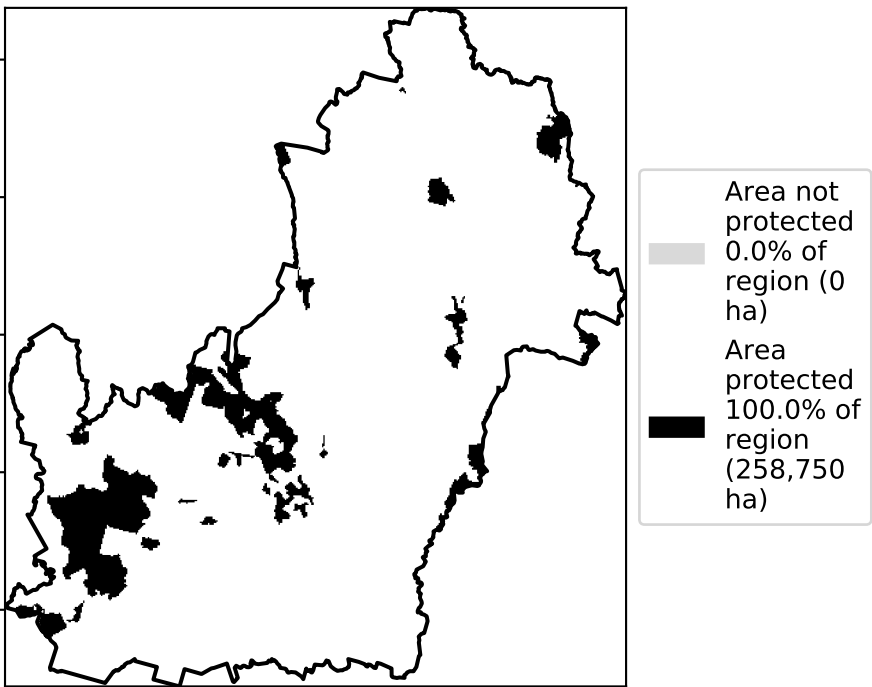 Area not
protected
0.0% of
region (0
ha)
Area
protected
100.0% of
region
(258,750
ha)